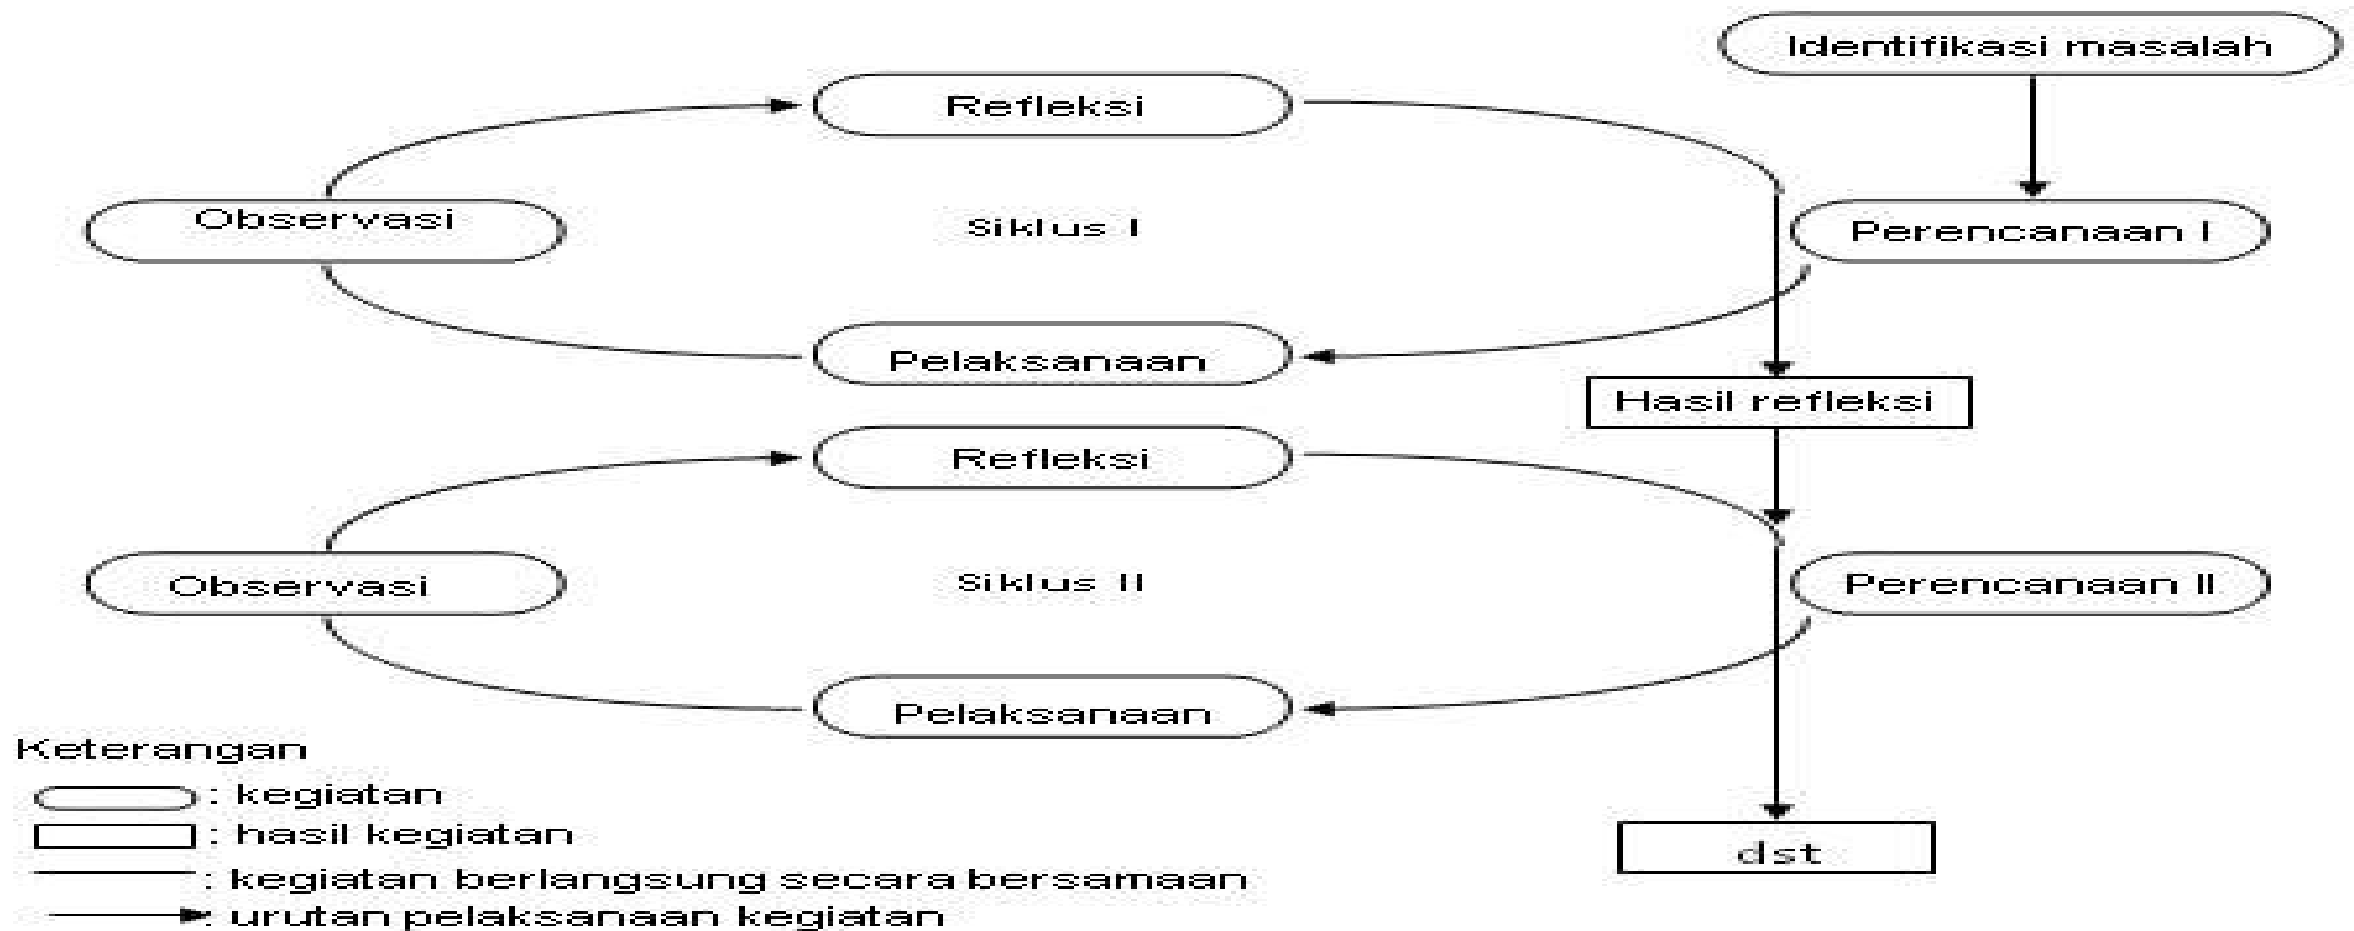 Identifikasi masalah
Refleksi
Observasi
Siklus I
Perencanaan I
Pelaksanaan
Hasil refleksi
Refleksi
Observasi
Siklus II
Perencanaan II
Pelaksanaan
Keterangan
: kegiatan
: hasil kegiatan
: kegiatan berlangsung secara bersamaan
: urutan pelaksanaan kegiatan
dst